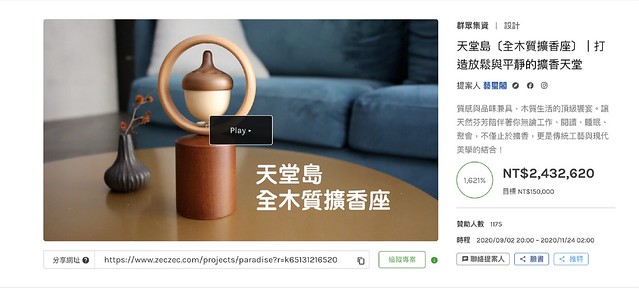 群眾集資 | 設計
天堂島〔全木質擴香座〕｜打
造放鬆與平靜的擴香天堂
提案人 藝璽閣
質感與品味兼具，木質生活的頂級饗宴。讓
天然芬芳陪伴著你無論工作、閱讀、睡眠、
聚會，不僅止於擴香，更是傳統工藝與現代
美學的結合！
Play
天堂島
全木質擴香座
1,621%
NT$2,432,620
目標 NT$150,000
贊助人數 1175
時程 2020/09/02 20:00 – 2020/11/24 02:00
分享網址
https://www.zeczec.com/projects/paradise?r=k65131216520
追蹤專案
聯絡提案人
臉書
推特